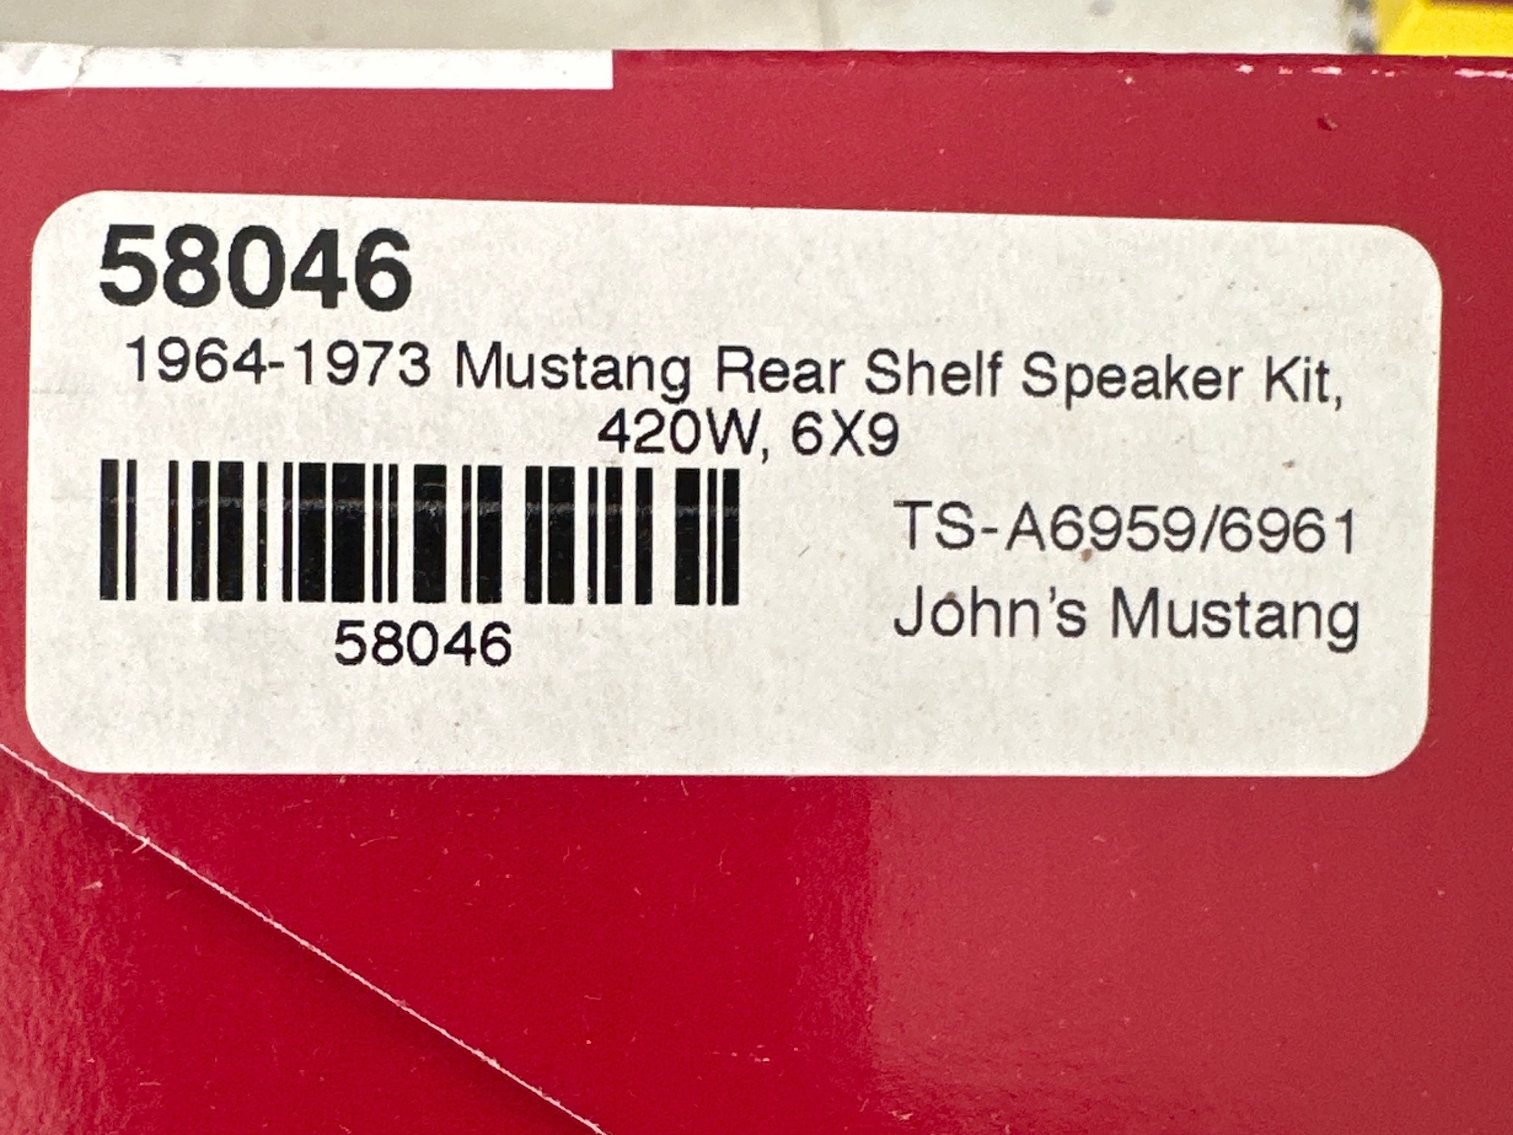 58046
1964-1973 Mustang Rear Shelf Speaker Kit,
420W, 6X9
TS-A6959/6961
John's Mustang
58046